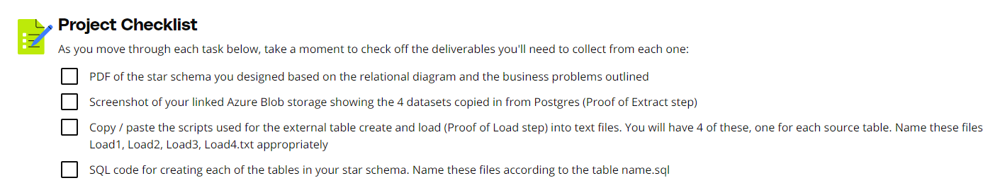 Project Checklist
As you move through each task below, take a moment to check off the deliverables you'll need to collect from each one:
PDF of the star schema you designed based on the relational diagram and the business problems outlined
Screenshot of your linked Azure Blob storage showing the 4 datasets copied in from Postgres (Proof of Extract step)
Copy / paste the scripts used for the external table create and load (Proof of Load step) into text files. You will have 4 of these, one for each source table. Name these files
Load1, Load2, Load3, Load4.txt appropriately
SQL code for creating each of the tables in your star schema. Name these files according to the table name.sql